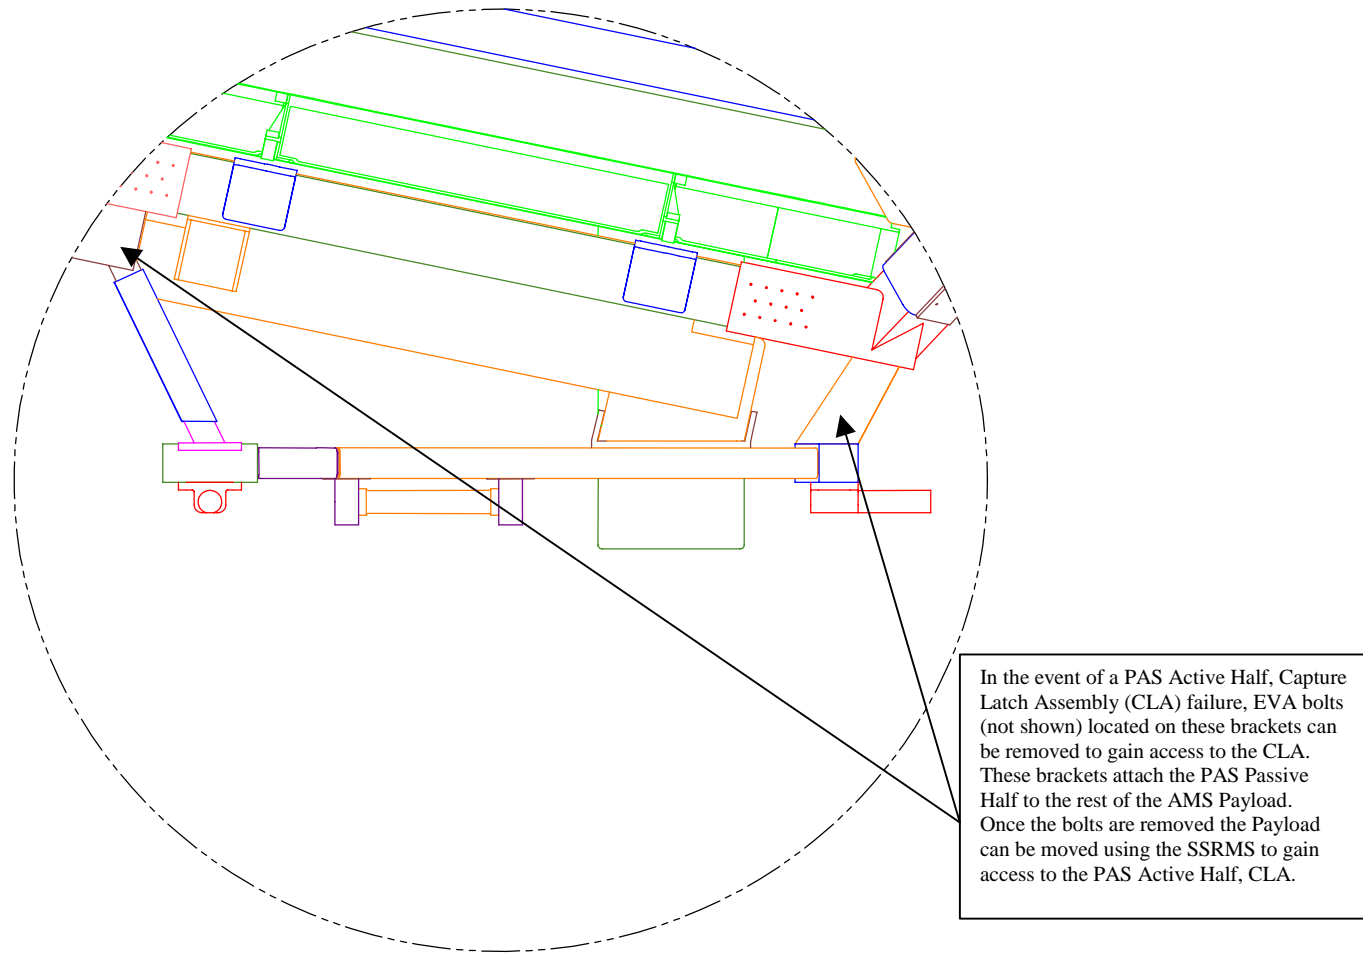 In the event of a PAS Active Half, Capture
Latch Assembly (CLA) failure, EVA bolts
(not shown) located on these brackets can
be removed to gain access to the CLA.
These brackets attach the PAS Passive
Half to the rest of the AMS Payload.
Once the bolts are removed the Payload
can be moved using the SSRMS to gain
access to the PAS Active Half, CLA.